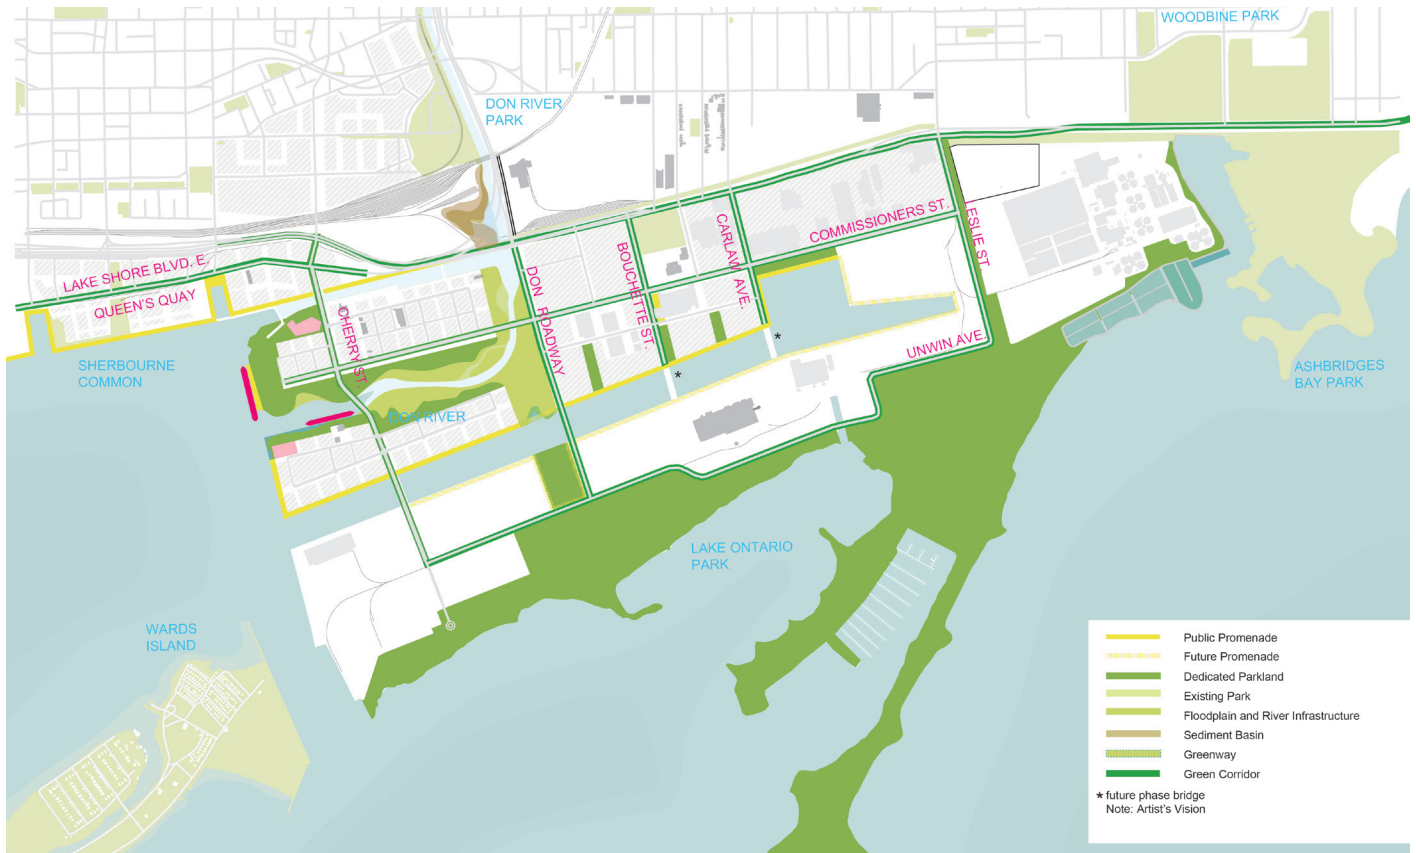 WOODBINE PARK
DON RIVER
PARK
LAKE SHORE BLVD. E.
QUEEN'S QUAY
CHERRY ST.
DON ROADWAY
BOUCHETTE ST.
CARLAW AVE.
COMMISSIONERS ST.
LESLIE ST.
UNWIN AVE.
SHERBOURNE
COMMON
DON RIVER
*
*
ASHBRIDGES
BAY PARK
LAKE ONTARIO
PARK
WARDS
ISLAND
Public Promenade
Future Promenade
Dedicated Parkland
Existing Park
Floodplain and River Infrastructure
Sediment Basin
Greenway
Green Corridor
* future phase bridge
Note: Artist's Vision